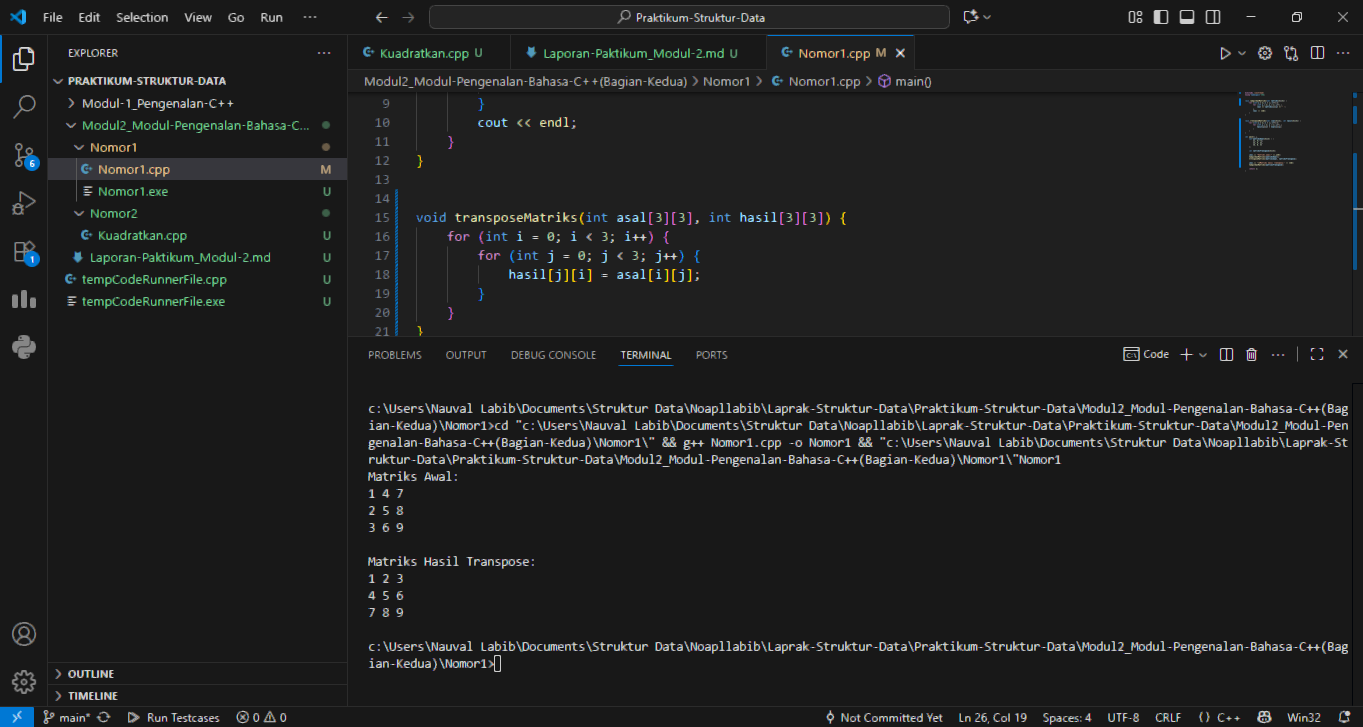 File Edit Selection View Go Run ···
Praktikum-Struktur-Data
EXPLORER
PRAKTIKUM-STRUKTUR-DATA
Modul-1_Pengenalan-C++
Modul2_Modul-Pengenalan-Bahasa-C...
Nomor1
Nomor1.cpp M
Nomor1.exe U
Nomor2
Kuadratkan.cpp U
Laporan-Paktikum_Modul-2.md U
tempCodeRunnerFile.cpp U
tempCodeRunnerFile.exe U
OUTLINE
TIMELINE
6
1
Kuadratkan.cpp U Laporan-Paktikum_Modul-2.md U Nomor1.cpp M
Modul2_Modul-Pengenalan-Bahasa-C++(Bagian-Kedua) > Nomor1 > Nomor1.cpp > main()
9 }
10 cout << endl;
11 }
12 }
13
14
15 void transposeMatriks(int asal[3][3], int hasil[3][3]) {
16 for (int i = 0; i < 3; i++) {
17 for (int j = 0; j < 3; j++) {
18 hasil[j][i] = asal[i][j];
19 }
20 }
21 }
PROBLEMS OUTPUT DEBUG CONSOLE TERMINAL PORTS Code
c:\Users\Nauval Labib\Documents\Struktur Data\Noapllabib\Laprak-Struktur-Data\Praktikum-Struktur-Data\Modul2_Modul-Pengenalan-Bahasa-C++(Bag
ian-Kedua)\Nomor1>cd "c:\Users\Nauval Labib\Documents\Struktur Data\Noapllabib\Laprak-Struktur-Data\Praktikum-Struktur-Data\Modul2_Modul-Pen
genalan-Bahasa-C++(Bagian-Kedua)\Nomor1\" && g++ Nomor1.cpp -o Nomor1 && "c:\Users\Nauval Labib\Documents\Struktur Data\Noapllabib\Laprak-St
ruktur-Data\Praktikum-Struktur-Data\Modul2_Modul-Pengenalan-Bahasa-C++(Bagian-Kedua)\Nomor1\"Nomor1
Matriks Awal:
1 4 7
2 5 8
3 6 9
Matriks Hasil Transpose:
1 2 3
4 5 6
7 8 9
c:\Users\Nauval Labib\Documents\Struktur Data\Noapllabib\Laprak-Struktur-Data\Praktikum-Struktur-Data\Modul2_Modul-Pengenalan-Bahasa-C++(Bag
ian-Kedua)\Nomor1>
main* Run Testcases 0 0 Not Committed Yet Ln 26, Col 19 Spaces: 4 UTF-8 CRLF () C++ Win32